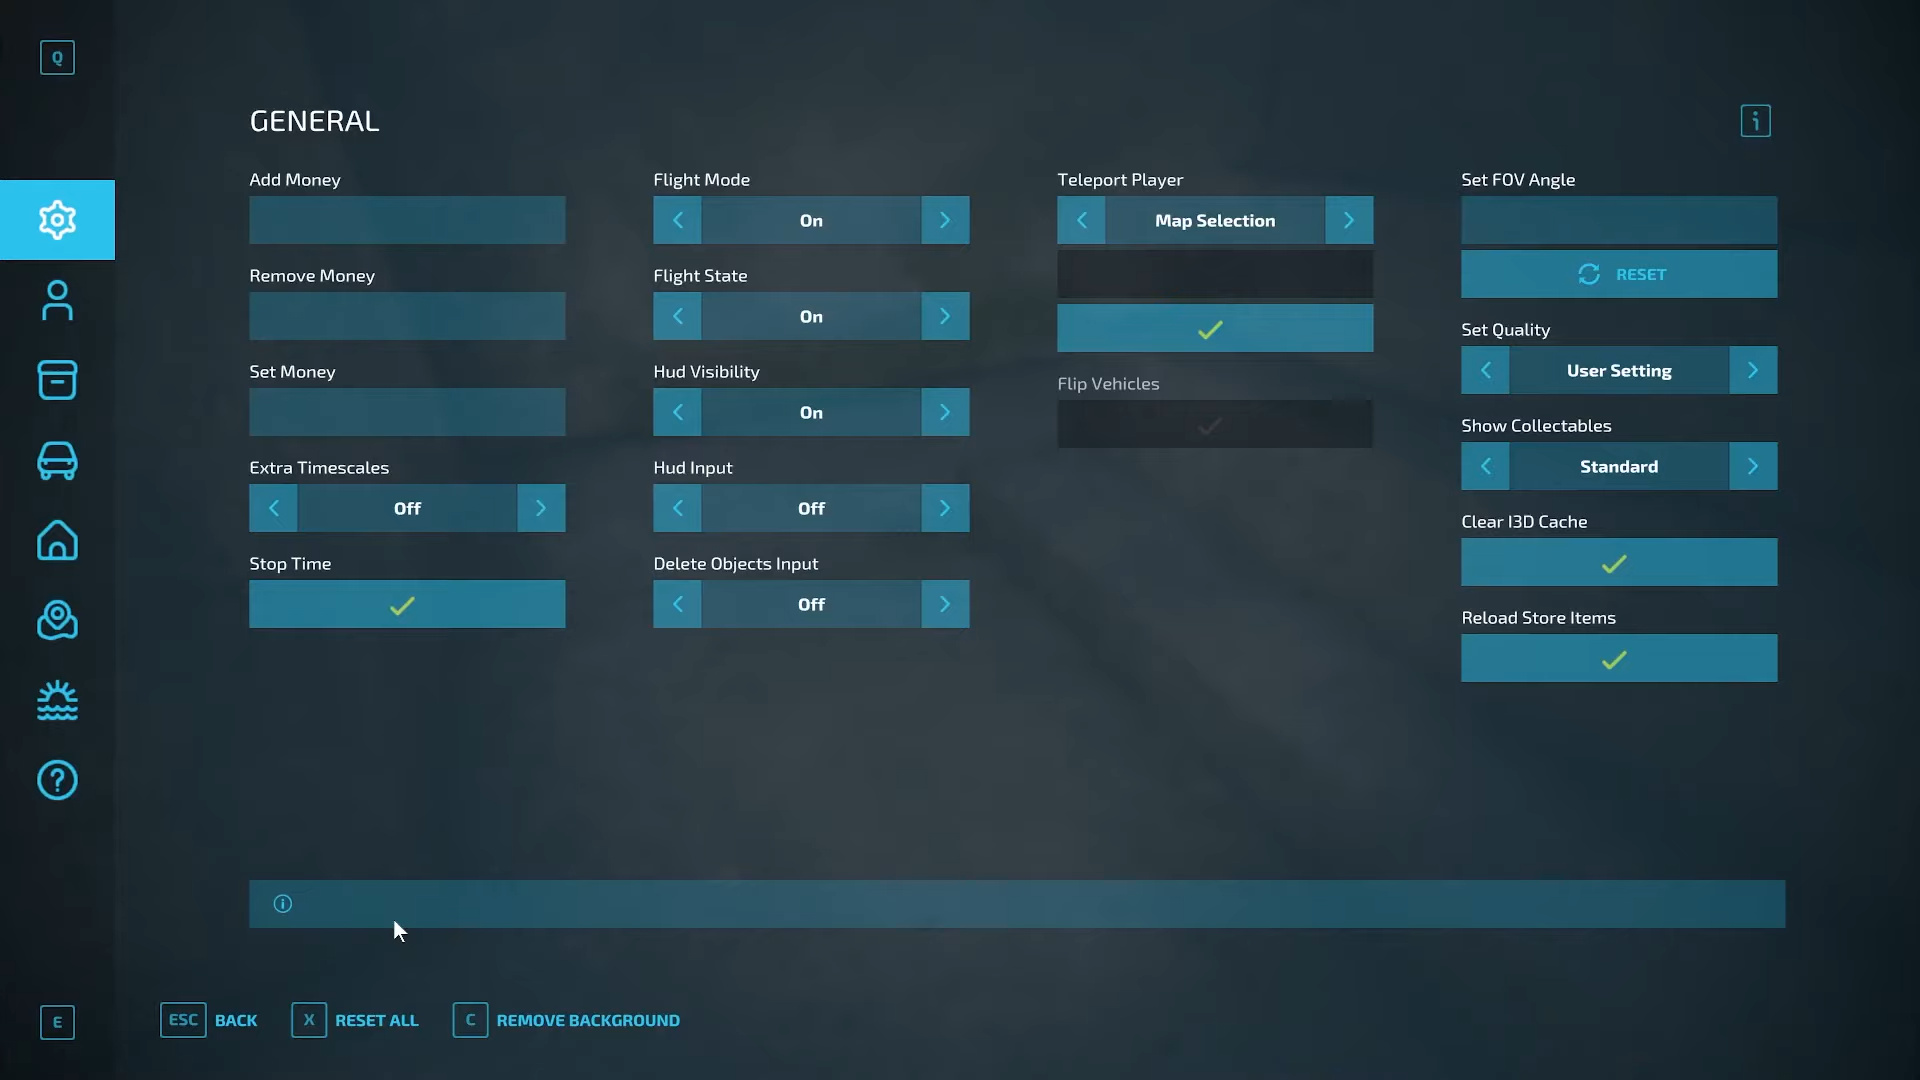 Q
GENERAL
i
Add Money
Remove Money
Set Money
Extra Timescales
Off
Stop Time
Flight Mode
On
Flight State
On
Hud Visibility
On
Hud Input
Off
Delete Objects Input
Off
Teleport Player
Map Selection
Flip Vehicles
Set FOV Angle
RESET
Set Quality
User Setting
Show Collectables
Standard
Clear I3D Cache
Reload Store Items
E
ESC BACK X RESET ALL C REMOVE BACKGROUND